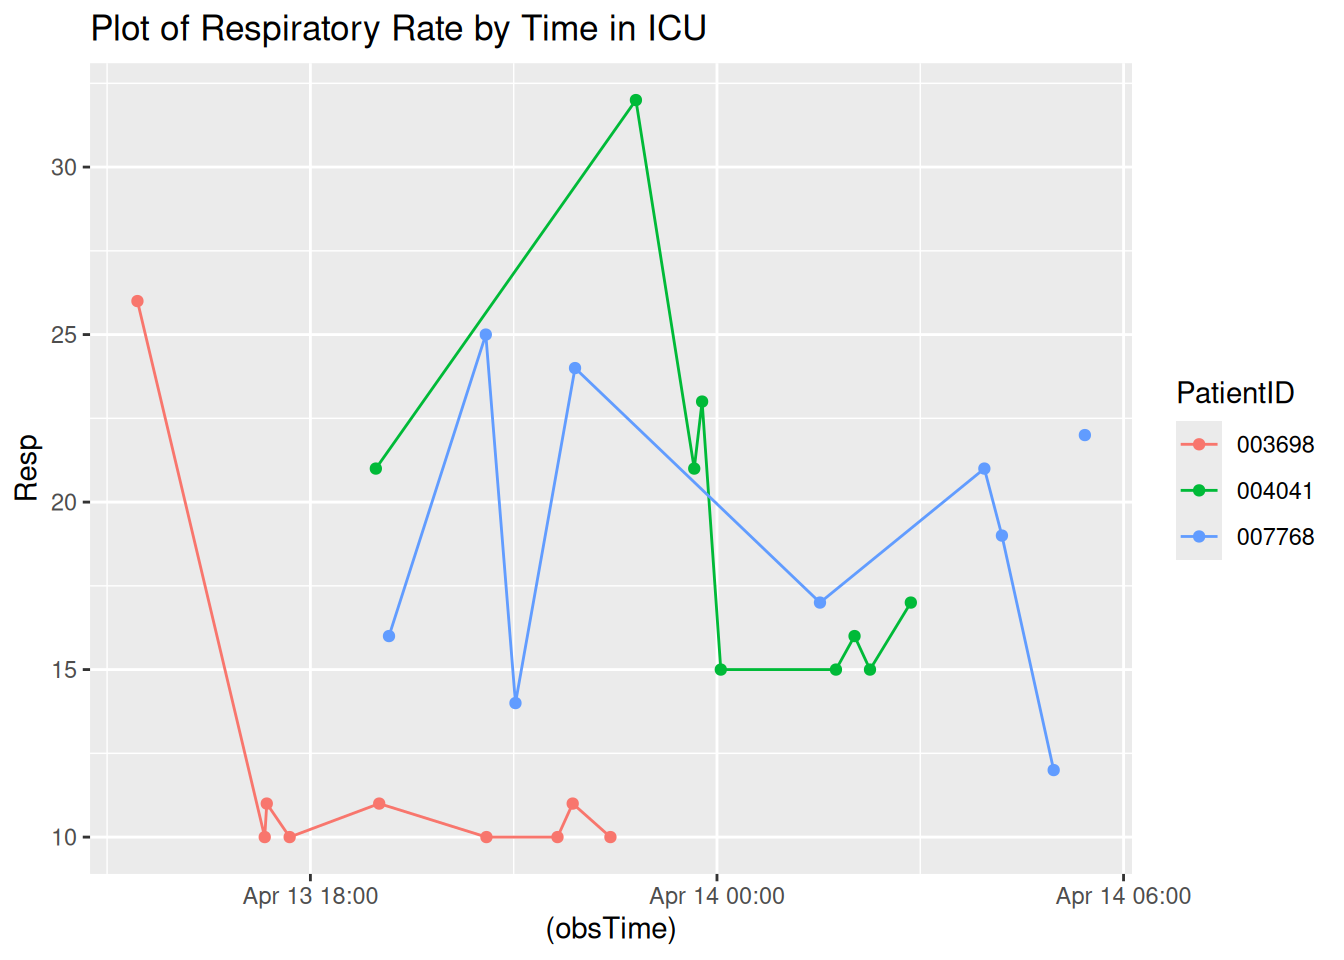 Plot of Respiratory Rate by Time in ICU
Resp
30
25
20
15
10
Apr 13 18:00
Apr 14 00:00
Apr 14 06:00
(obsTime)
PatientID
003698
004041
007768